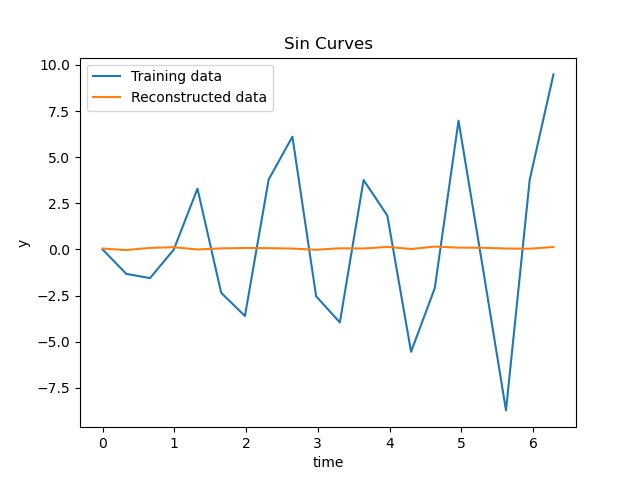 Sin Curves
Training data
Reconstructed data
10.0
7.5
5.0
2.5
0.0
−2.5
−5.0
−7.5
y
0 1 2 3 4 5 6
time